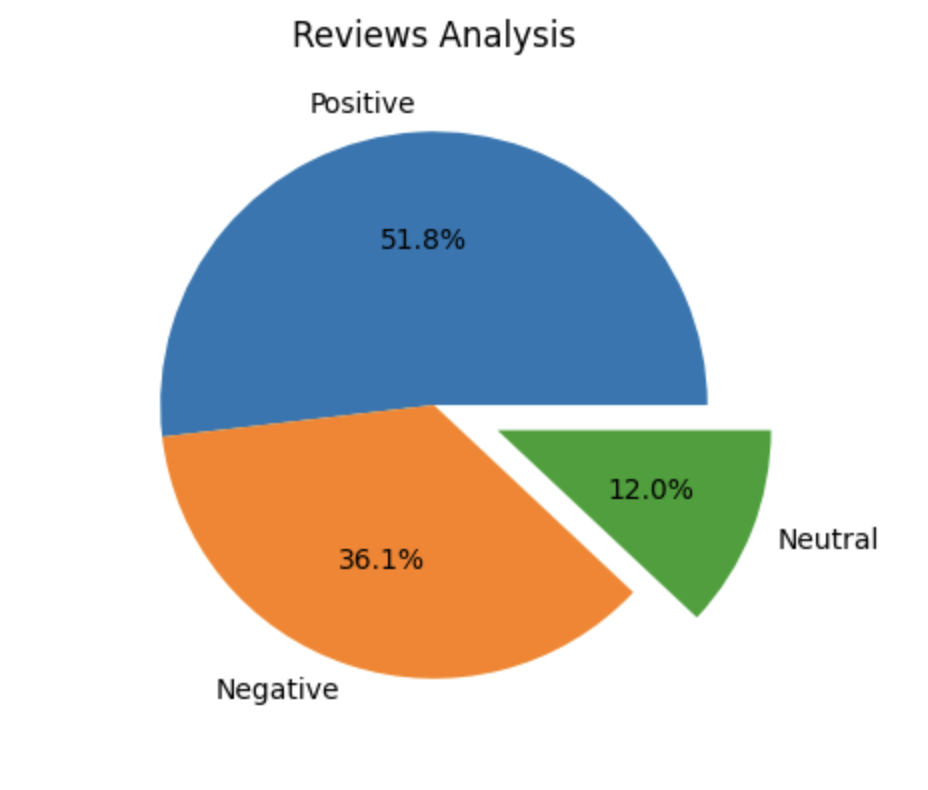 Reviews Analysis
Positive
51.8%
12.0%
Neutral
36.1%
Negative